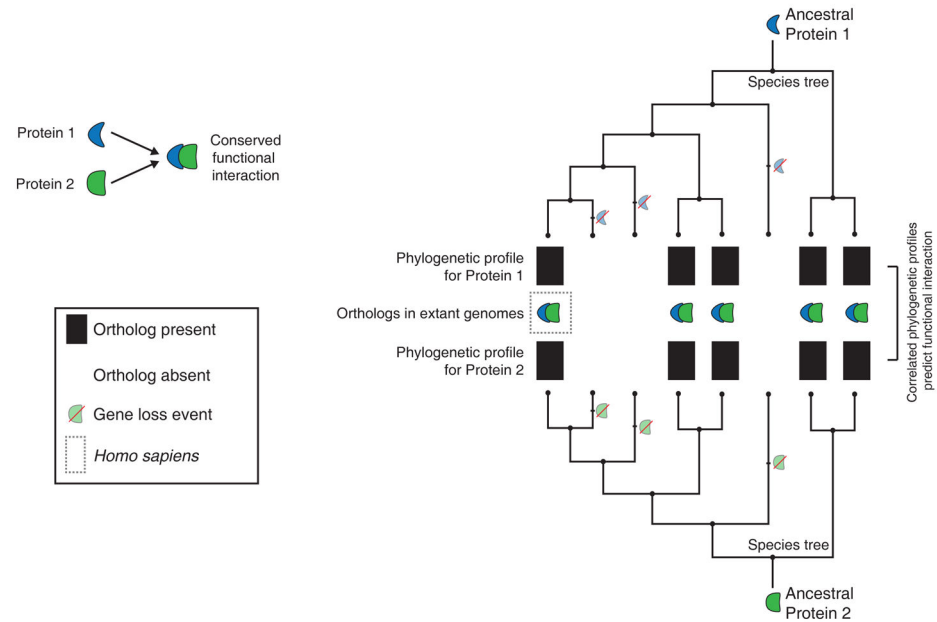 Ancestral
Protein 1
Species tree
Protein 1
Protein 2
Conserved
functional
interaction
Phylogenetic profile
for Protein 1
Orthologs in extant genomes
Phylogenetic profile
for Protein 2
Correlated phylogenetic profiles
predict functional interaction
Ortholog present
Ortholog absent
Gene loss event
Homo sapiens
Species tree
Ancestral
Protein 2